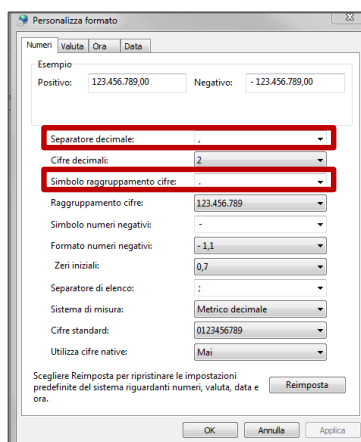 Personalizza formato
Numeri Valuta Ora Data
Esempio
Positivo: 123.456.789,00 Negativo: - 123.456.789,00
Separatore decimale: ,
Cifre decimali: 2
Simbolo raggruppamento cifre: .
Raggruppamento cifre: 123.456.789
Simbolo numeri negativi: -
Formato numeri negativi: - 1,1
Zeri iniziali: 0,7
Separatore di elenco: ;
Sistema di misura: Metrico decimale
Cifre standard: 0123456789
Utilizza cifre native: Mai
Scegliere Reimposta per ripristinare le impostazioni
predefinite del sistema riguardanti numeri, valuta, data e
ora.
Reimposta
OK Annulla Applica